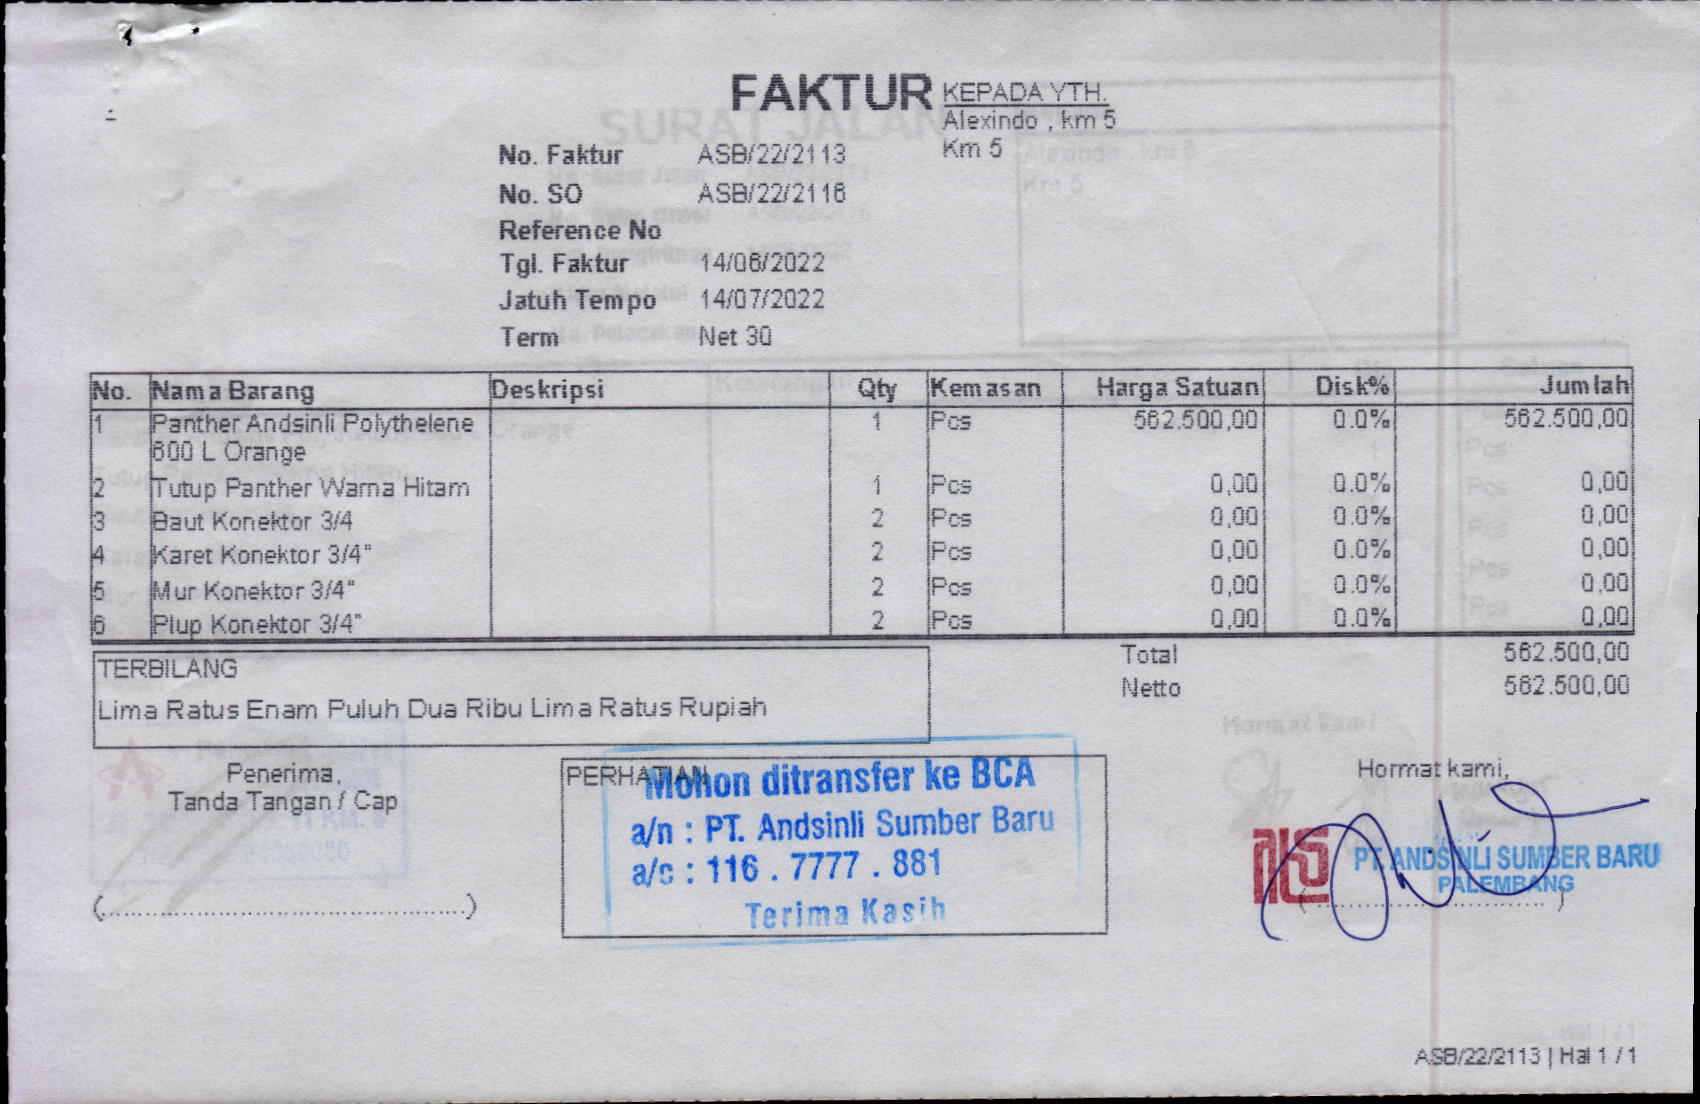 FAKTUR
KEPADA YTH.
Alexindo , km 5
Km 5
No. Faktur ASB/22/2113
No. SO ASB/22/2116
Reference No
Tgl. Faktur 14/06/2022
Jatuh Tempo 14/07/2022
Term Net 30
No. Nama Barang Deskripsi Qty Kemasan Harga Satuan Disk% Jumlah
1 Panther Andsinli Polythelene 1 Pcs 562.500,00 0.0% 562.500,00
600 L Orange
2 Tutup Panther Warna Hitam 1 Pcs 0,00 0.0% 0,00
3 Baut Konektor 3/4 2 Pcs 0,00 0.0% 0,00
4 Karet Konektor 3/4" 2 Pcs 0,00 0.0% 0,00
5 Mur Konektor 3/4" 2 Pcs 0,00 0.0% 0,00
6 Plup Konektor 3/4" 2 Pcs 0,00 0.0% 0,00
Total 562.500,00
Netto 562.500,00
TERBILANG
Lima Ratus Enam Puluh Dua Ribu Lima Ratus Rupiah
Penerima,
Tanda Tangan / Cap
(...............................................)
PERHATIAN
Mohon ditransfer ke BCA
a/n : PT. Andsinli Sumber Baru
a/c : 116 . 7777 . 881
Terima Kasih
Hormat kami,
PT. ANDSINLI SUMBER BARU
PALEMBANG
(...............................)
ASB/22/2113 | Hal 1 / 1